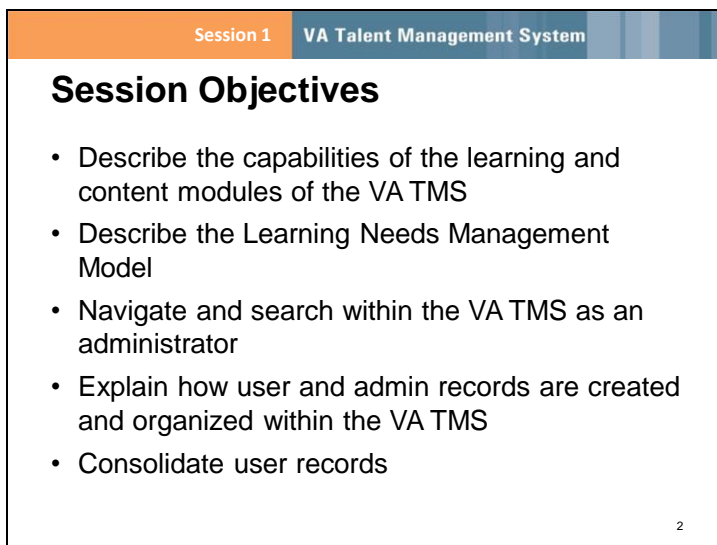 Session 1 VA Talent Management System
Session Objectives
• Describe the capabilities of the learning and
content modules of the VA TMS
• Describe the Learning Needs Management
Model
• Navigate and search within the VA TMS as an
administrator
• Explain how user and admin records are created
and organized within the VA TMS
• Consolidate user records
2